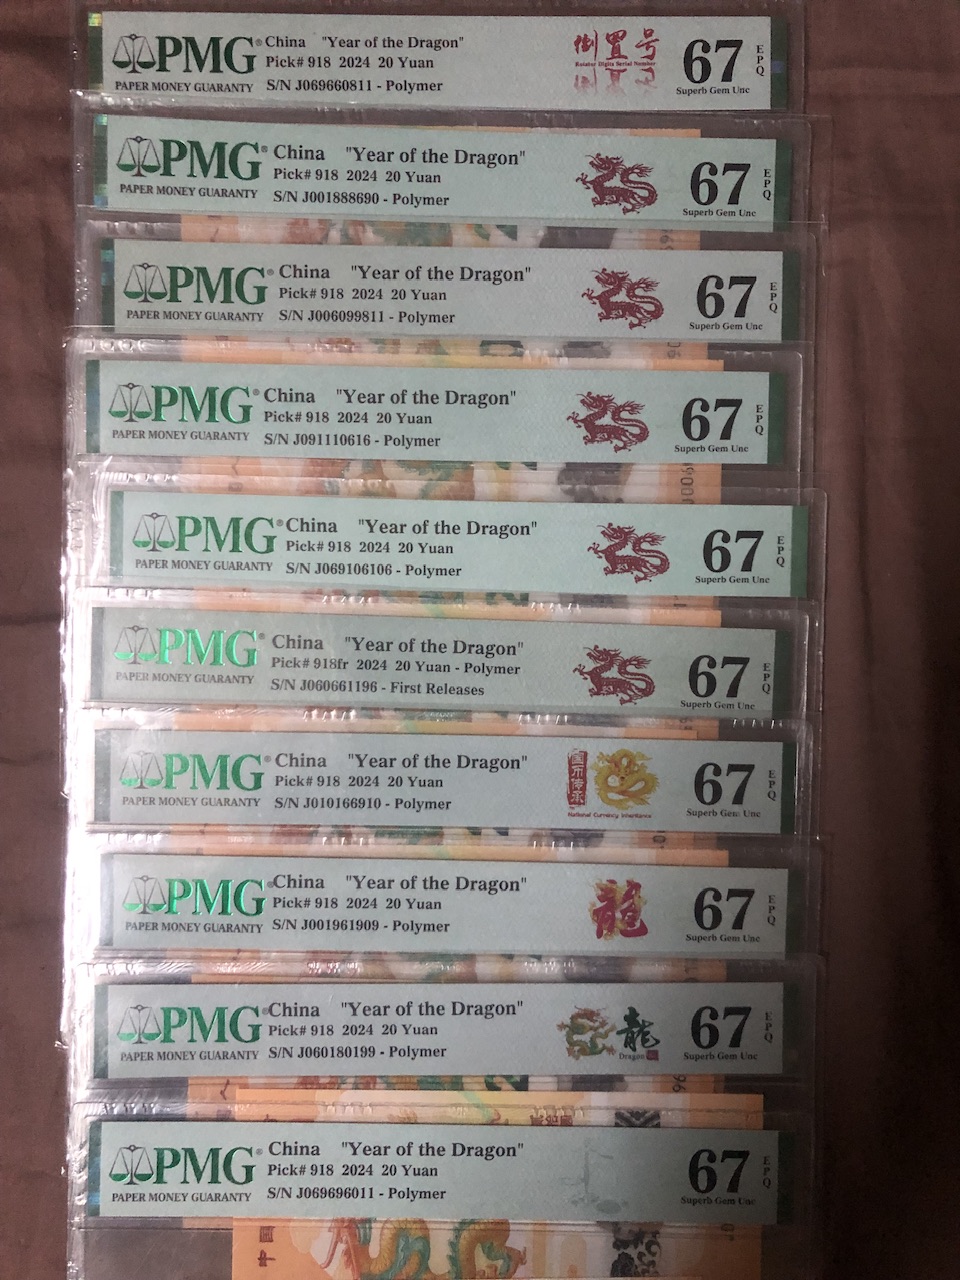 PMG® China "Year of the Dragon"
Pick# 918 2024 20 Yuan
PAPER MONEY GUARANTY S/N J069660811 - Polymer
倒置号
Rotator Digits Serial Number
67 EPQ
Superb Gem Unc
PMG® China "Year of the Dragon"
Pick# 918 2024 20 Yuan
PAPER MONEY GUARANTY S/N J001888690 - Polymer
67 EPQ
Superb Gem Unc
PMG® China "Year of the Dragon"
Pick# 918 2024 20 Yuan
PAPER MONEY GUARANTY S/N J006099811 - Polymer
67 EPQ
Superb Gem Unc
PMG® China "Year of the Dragon"
Pick# 918 2024 20 Yuan
PAPER MONEY GUARANTY S/N J091110616 - Polymer
67 EPQ
Superb Gem Unc
PMG® China "Year of the Dragon"
Pick# 918 2024 20 Yuan
PAPER MONEY GUARANTY S/N J069106106 - Polymer
67 EPQ
Superb Gem Unc
PMG® China "Year of the Dragon"
Pick# 918fr 2024 20 Yuan - Polymer
PAPER MONEY GUARANTY S/N J060661196 - First Releases
67 EPQ
Superb Gem Unc
PMG® China "Year of the Dragon"
Pick# 918 2024 20 Yuan
PAPER MONEY GUARANTY S/N J010166910 - Polymer
国币传承
National Currency Inheritance
67 EPQ
Superb Gem Unc
PMG® China "Year of the Dragon"
Pick# 918 2024 20 Yuan
PAPER MONEY GUARANTY S/N J001961909 - Polymer
龍
67 EPQ
Superb Gem Unc
PMG® China "Year of the Dragon"
Pick# 918 2024 20 Yuan
PAPER MONEY GUARANTY S/N J060180199 - Polymer
龍
Dragon
67 EPQ
Superb Gem Unc
PMG® China "Year of the Dragon"
Pick# 918 2024 20 Yuan
PAPER MONEY GUARANTY S/N J069696011 - Polymer
67 EPQ
Superb Gem Unc